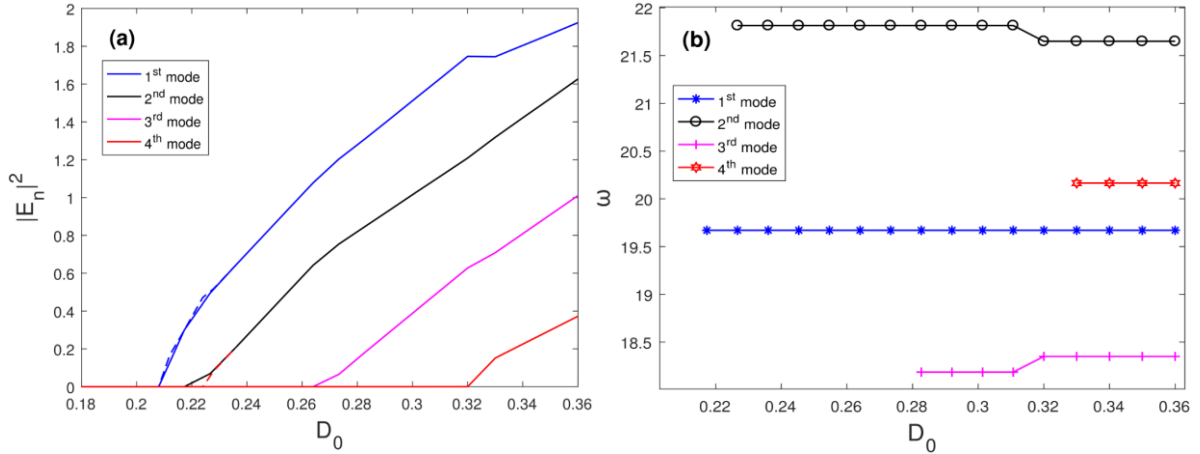 (a)
1st mode
2nd mode
3rd mode
4th mode
|E_n|^2
2
1.8
1.6
1.4
1.2
1
0.8
0.6
0.4
0.2
0
0.18 0.2 0.22 0.24 0.26 0.28 0.3 0.32 0.34 0.36
D_0
(b)
1st mode
2nd mode
3rd mode
4th mode
ω
22
21.5
21
20.5
20
19.5
19
18.5
0.22 0.24 0.26 0.28 0.3 0.32 0.34 0.36
D_0